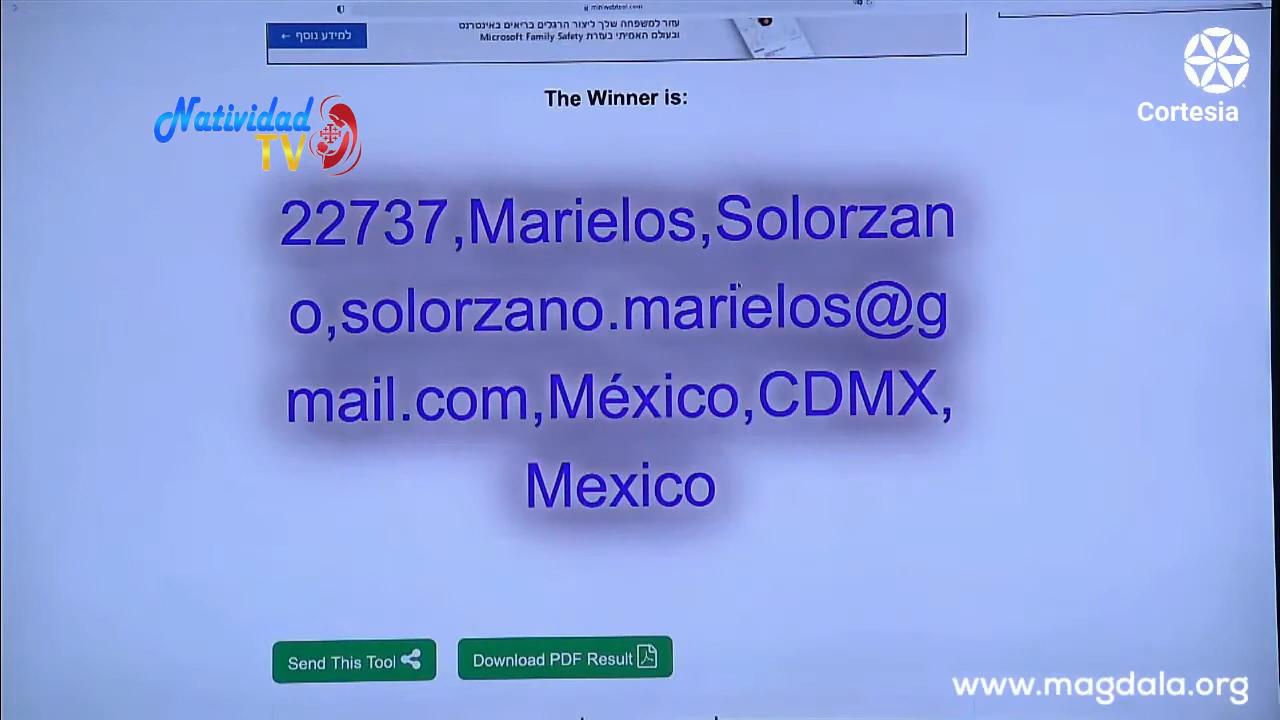 miniwebtool.com
עזור למשפחה שלך ליצור הרגלים בריאים באינטרנט
ובעולם האמיתי בעזרת Microsoft Family Safety
למידע נוסף ←
Cortesia
The Winner is:
Natividad
TV
22737,Marielos,Solorzan
o,solorzano.marielos@g
mail.com,México,CDMX,
Mexico
Send This Tool
Download PDF Result
www.magdala.org